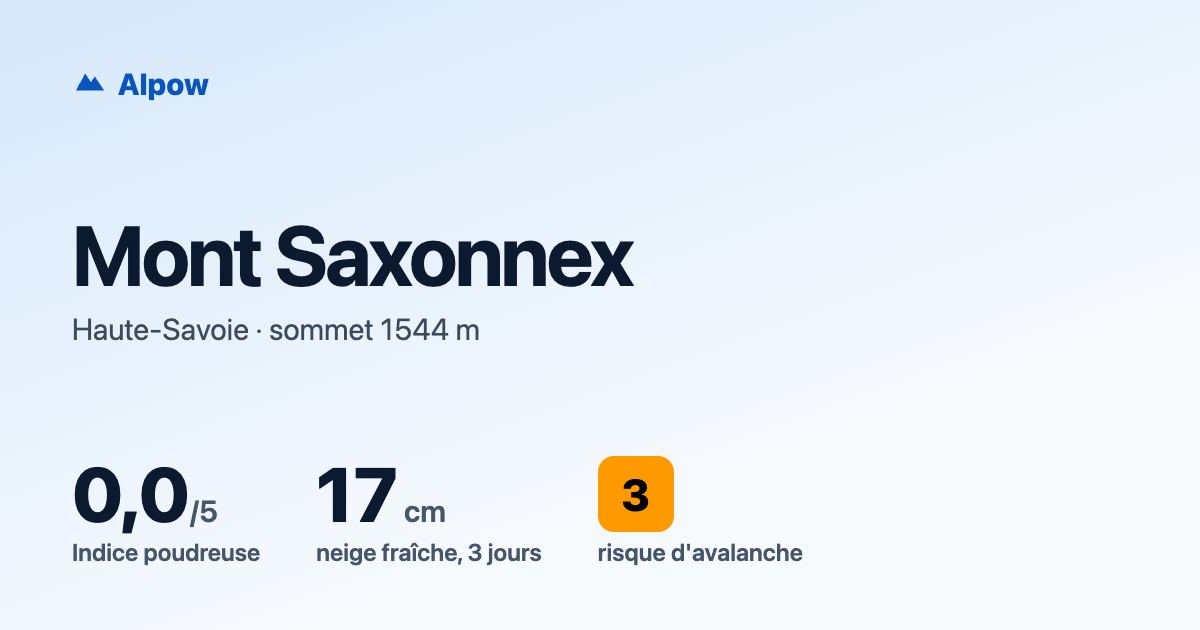 Alpow
Mont Saxonnex
Haute-Savoie · sommet 1544 m
0,0/5
Indice poudreuse
17 cm
neige fraîche, 3 jours
3
risque d'avalanche